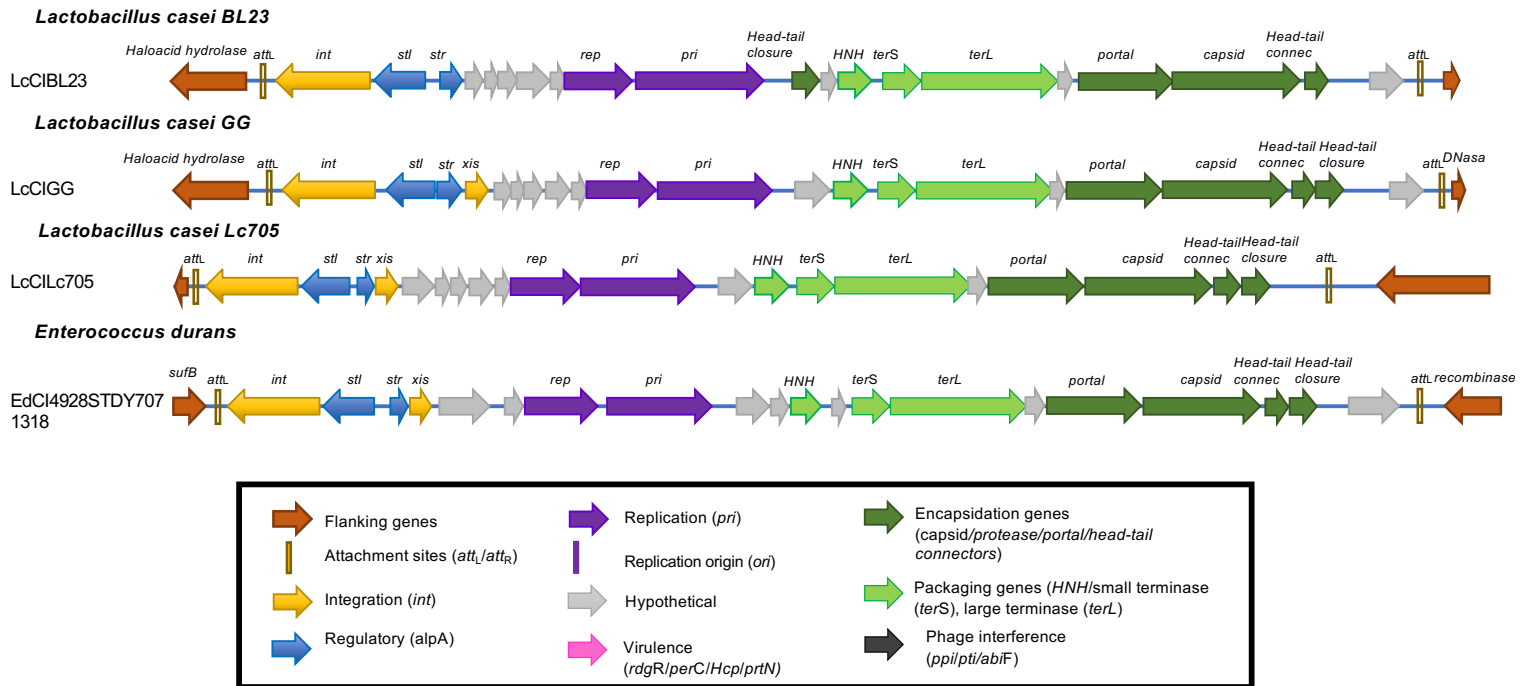 Lactobacillus casei BL23
Haloacid hydrolase attL int stl str rep pri Head-tail closure HNH terS terL portal capsid Head-tail connec attL
LcCIBL23
Lactobacillus casei GG
Haloacid hydrolase attL int stl str xis rep pri HNH terS terL portal capsid Head-tail connec Head-tail closure attL DNasa
LcCIGG
Lactobacillus casei Lc705
attL int stl str xis rep pri HNH terS terL portal capsid Head-tail connec Head-tail closure attL
LcCILc705
Enterococcus durans
sufB attL int stl str xis rep pri HNH terS terL portal capsid Head-tail connec Head-tail closure attL recombinase
EdCI4928STDY707
1318
Flanking genes
Attachment sites (attL/attR)
Integration (int)
Regulatory (alpA)
Replication (pri)
Replication origin (ori)
Hypothetical
Virulence
(rdgR/perC/Hcp/prtN)
Encapsidation genes
(capsid/protease/portal/head-tail
connectors)
Packaging genes (HNH/small terminase
(terS), large terminase (terL)
Phage interference
(ppi/pti/abiF)